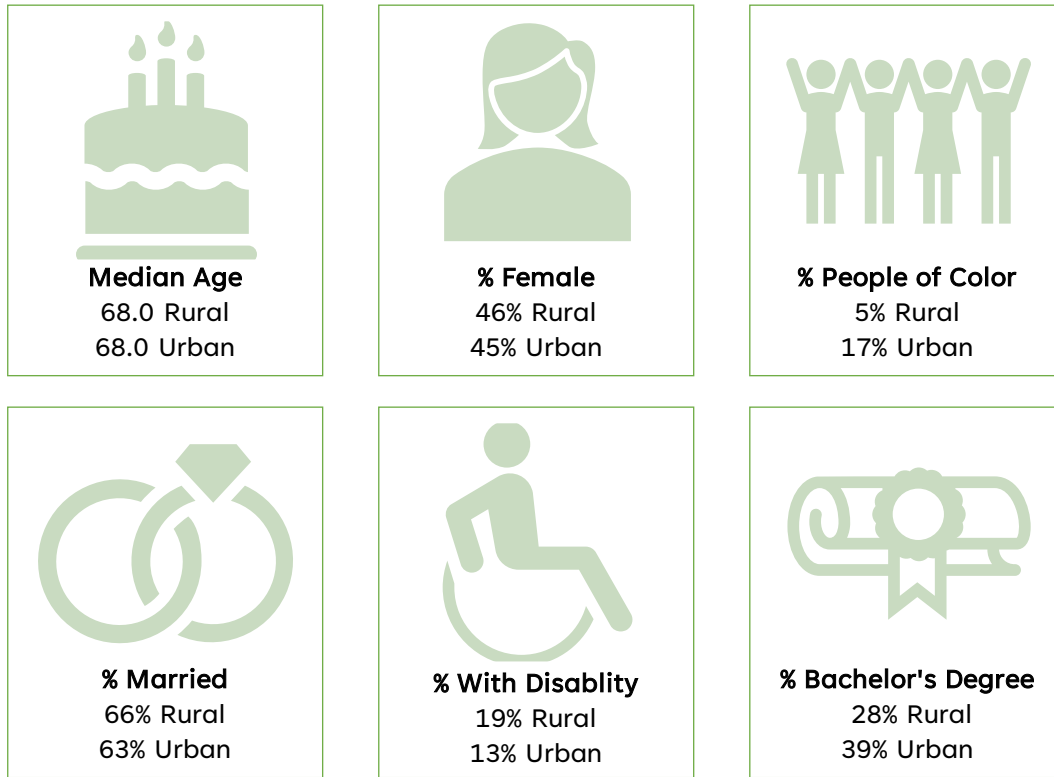 Median Age
68.0 Rural
68.0 Urban
% Female
46% Rural
45% Urban
% People of Color
5% Rural
17% Urban
% Married
66% Rural
63% Urban
% With Disablity
19% Rural
13% Urban
% Bachelor's Degree
28% Rural
39% Urban